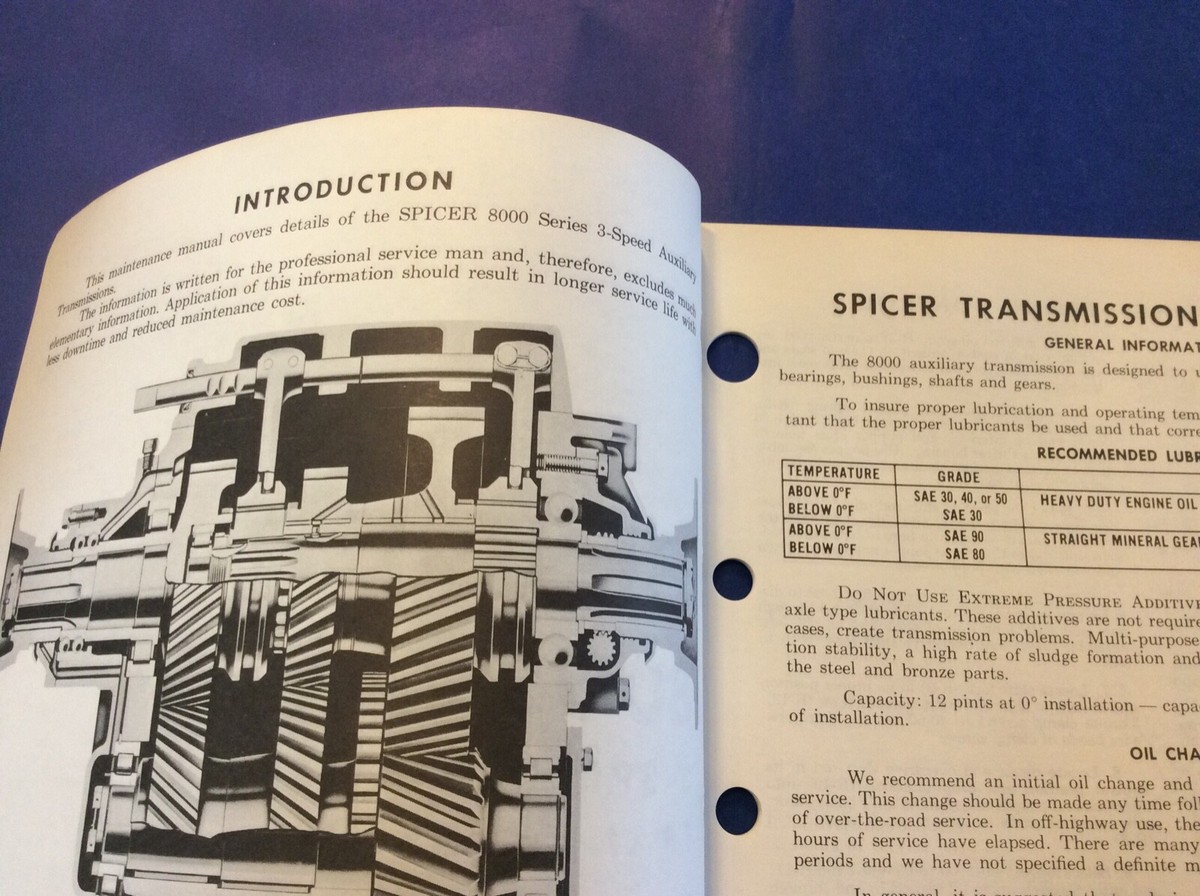 INTRODUCTION
This maintenance manual covers details of the SPICER 8000 Series 3-Speed Auxiliary
Transmissions.
The information is written for the professional service man and, therefore, excludes much
elementary information. Application of this information should result in longer service life with
less downtime and reduced maintenance cost.
SPICER TRANSMISSION
GENERAL INFORMAT
The 8000 auxiliary transmission is designed to u
bearings, bushings, shafts and gears.
To insure proper lubrication and operating tem
tant that the proper lubricants be used and that corre
RECOMMENDED LUBR
TEMPERATURE GRADE
ABOVE 0°F SAE 30, 40, or 50 HEAVY DUTY ENGINE OIL
BELOW 0°F SAE 30
ABOVE 0°F SAE 90 STRAIGHT MINERAL GEA
BELOW 0°F SAE 80
DO NOT USE EXTREME PRESSURE ADDITIVE
axle type lubricants. These additives are not require
cases, create transmission problems. Multi-purpose
tion stability, a high rate of sludge formation and
the steel and bronze parts.
Capacity: 12 pints at 0° installation — capa
of installation.
OIL CHA
We recommend an initial oil change and
service. This change should be made any time fol
of over-the-road service. In off-highway use, the
hours of service have elapsed. There are many
periods and we have not specified a definite m